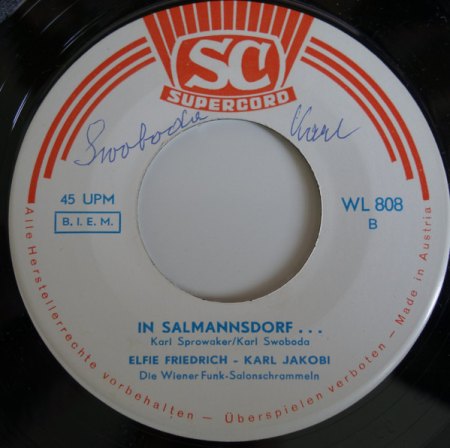 SC
SUPERCORD
Swoboda Karl
45 UPM
B. I. E. M.
WL 808
B
IN SALMANNSDORF . . .
Karl Sprowaker/Karl Swoboda
ELFIE FRIEDRICH - KARL JAKOBI
Die Wiener Funk-Salonschrammeln
Alle Herstellerrechte vorbehalten - Überspielen verboten - Made in Austria